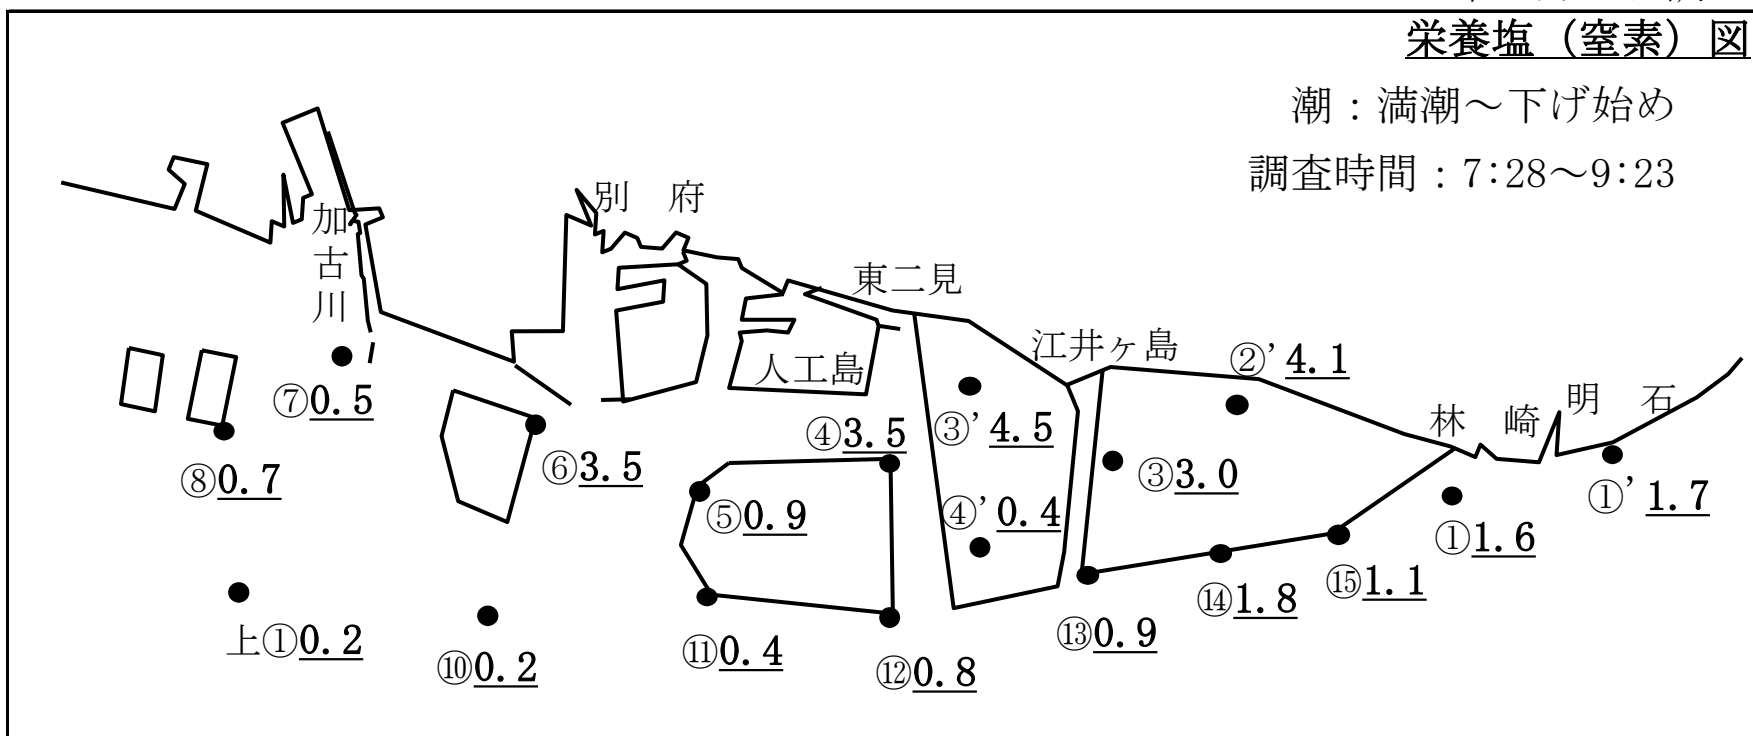 栄養塩（窒素）図
潮：満潮～下げ始め
調査時間：7:28～9:23
別　府
加古川
東二見
江井ヶ島
②’4.1
人工島
林　崎
明　石
⑦0.5
③’4.5
④3.5
⑧0.7
⑥3.5
③3.0
①’1.7
⑤0.9
④’0.4
①1.6
⑮1.1
⑭1.8
上①0.2
⑩0.2
⑪0.4
⑫0.8
⑬0.9